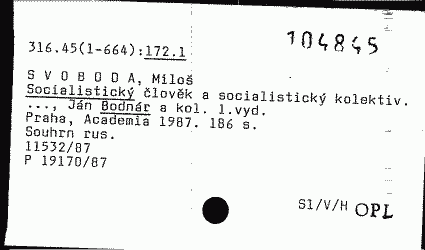 104845
316.45(1-664):172.1
S V O B O D A, Miloš
Socialistický člověk a socialistický kolektiv.
..., Ján Bodnár a kol. 1.vyd.
Praha, Academia 1987. 186 s.
Souhrn rus.
11532/87
P 19170/87
S1/V/H OPL